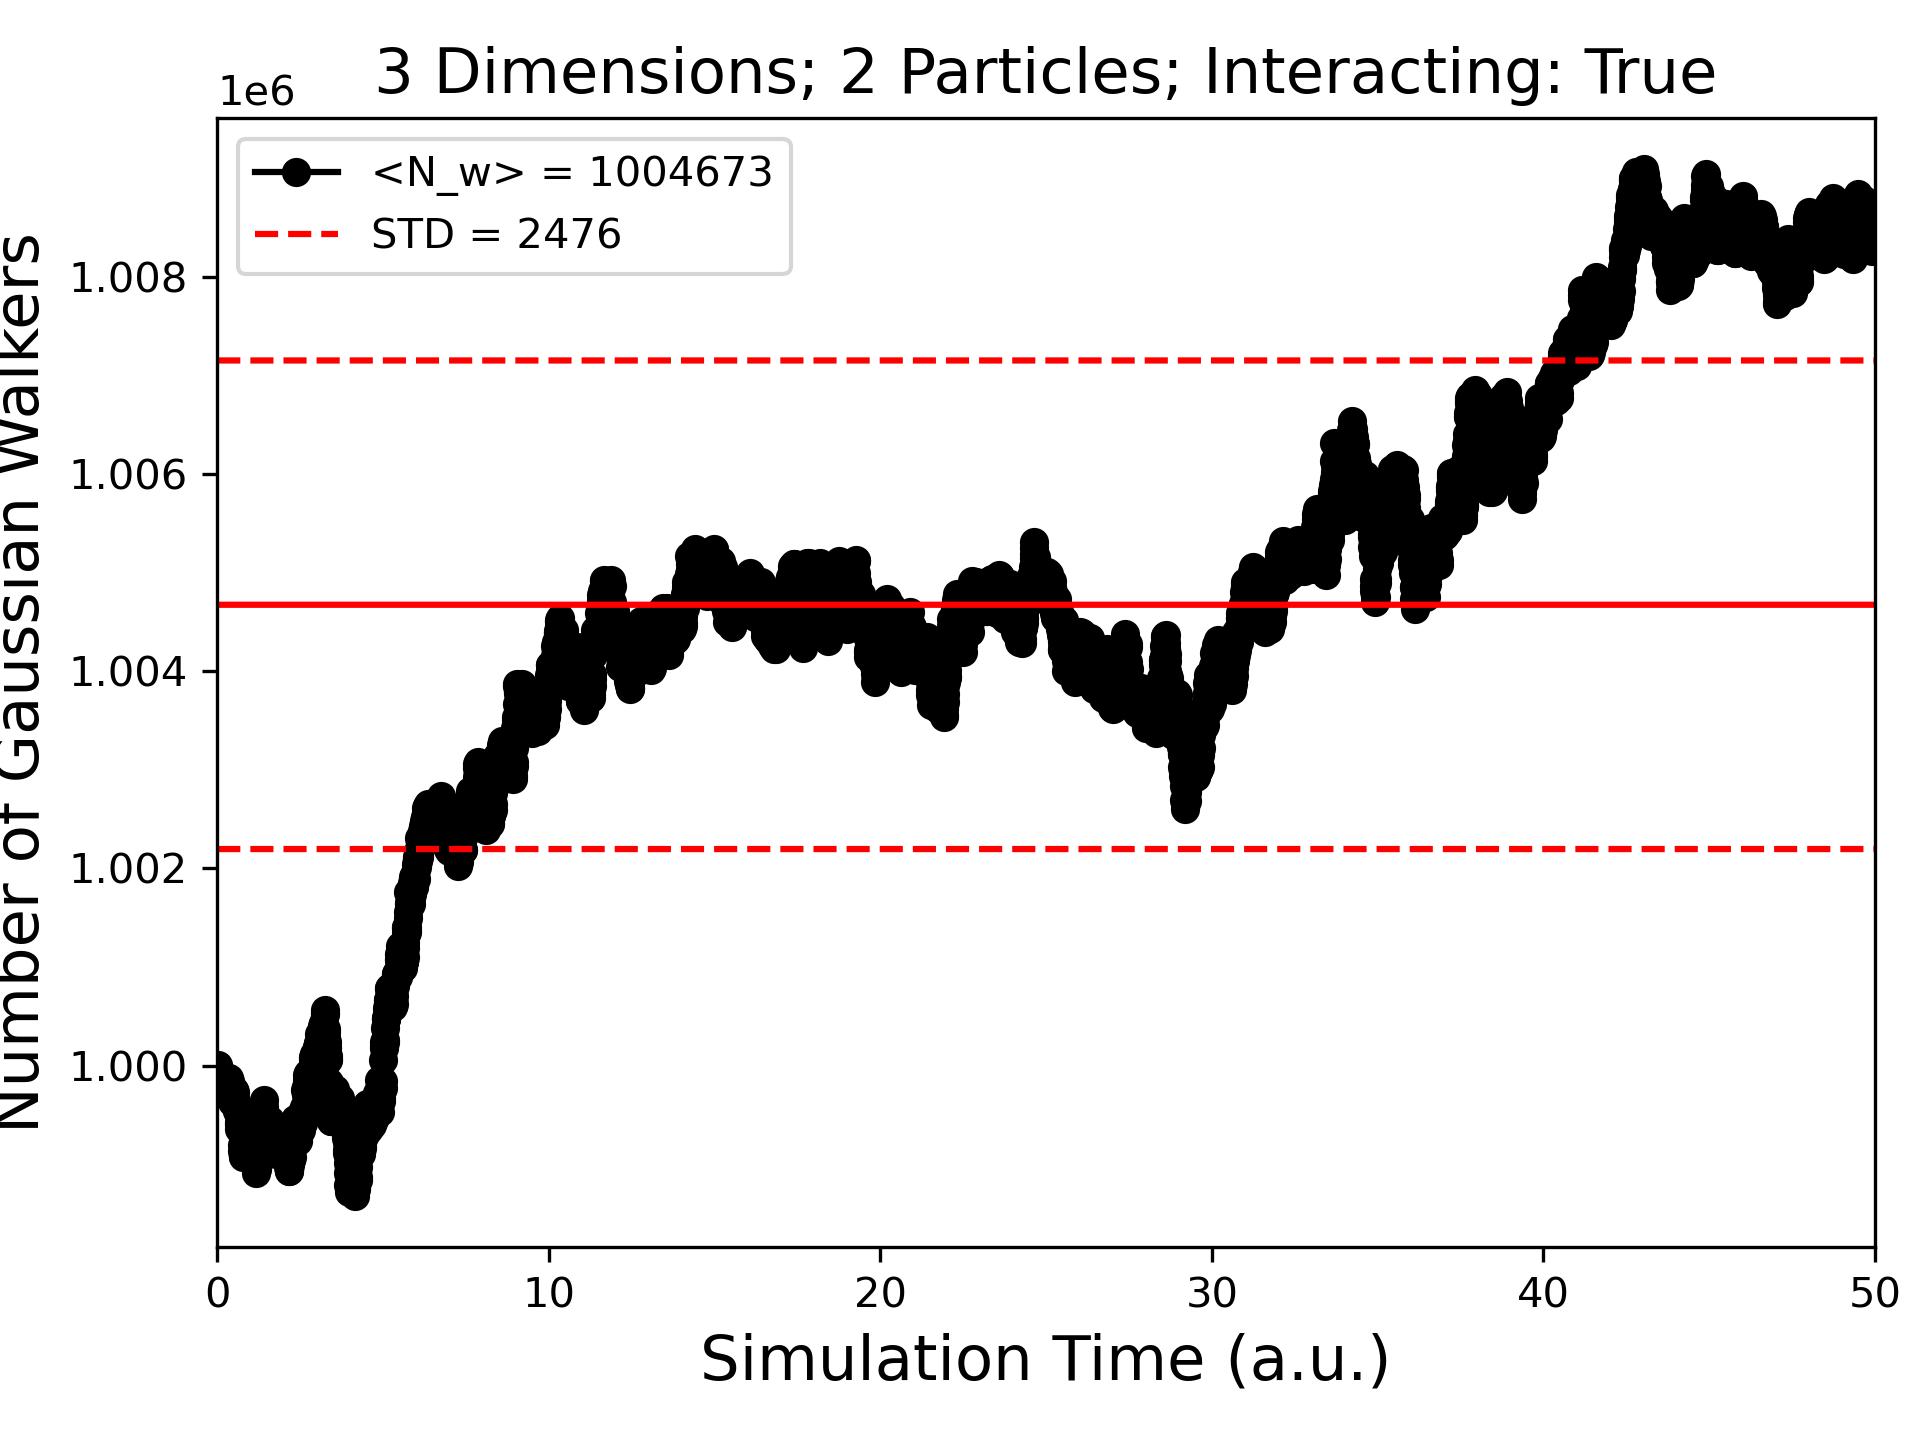 3 Dimensions; 2 Particles; Interacting: True
1e6
<N_w> = 1004673
STD = 2476
Number of Gaussian Walkers
1.008
1.006
1.004
1.002
1.000
0 10 20 30 40 50
Simulation Time (a.u.)